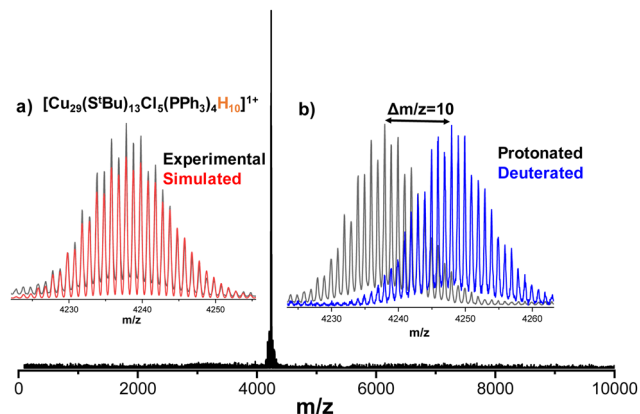 a) [Cu₂₉(SᵗBu)₁₃Cl₅(PPh₃)₄H₁₀]¹⁺
Experimental
Simulated
4230 4240 4250
m/z
b) Δm/z=10
Protonated
Deuterated
4230 4240 4250 4260
m/z
0 2000 4000 6000 8000 10000
m/z